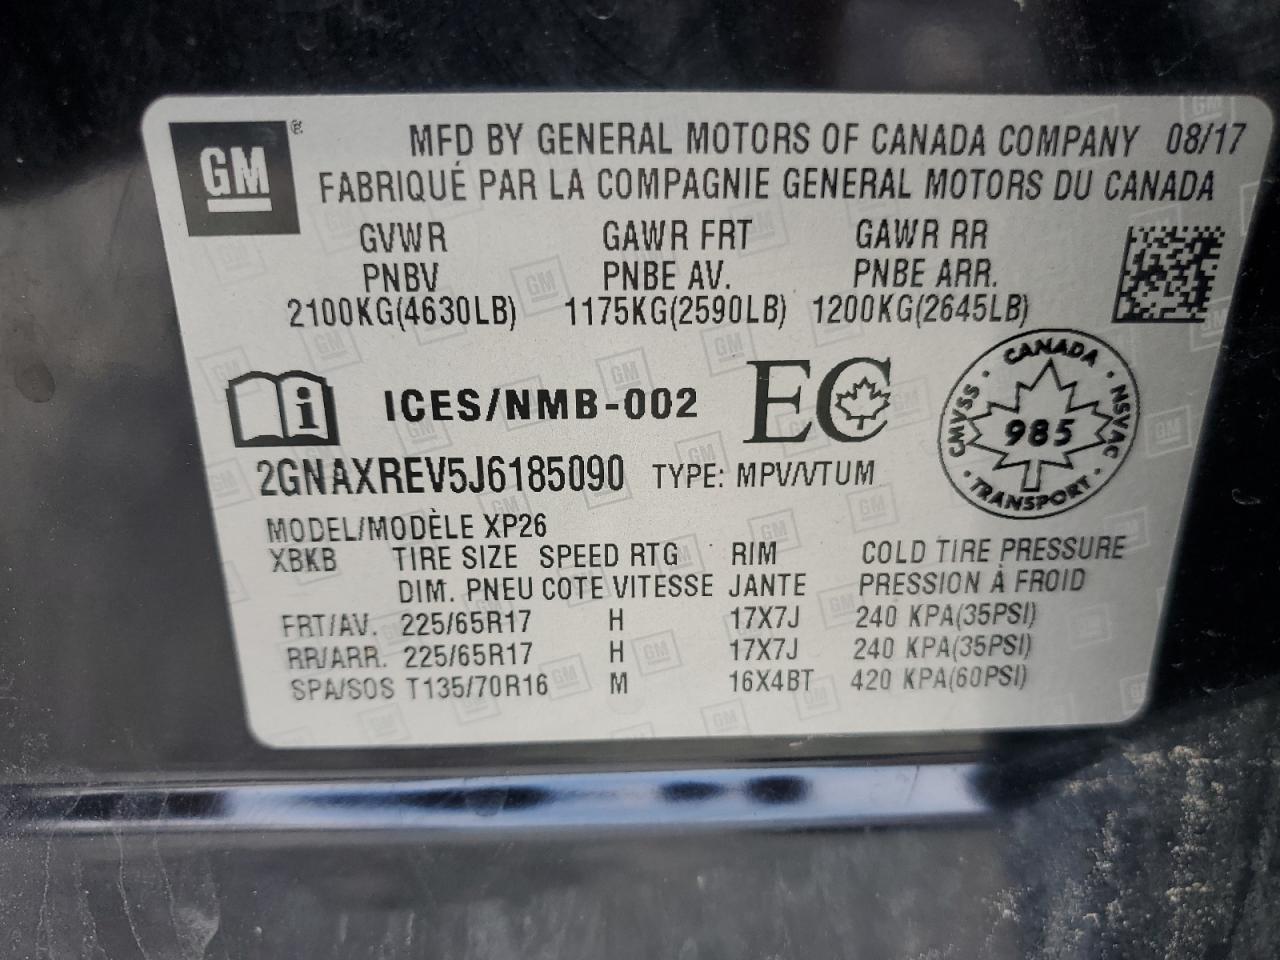 GM ®
MFD BY GENERAL MOTORS OF CANADA COMPANY 08/17
FABRIQUÉ PAR LA COMPAGNIE GENERAL MOTORS DU CANADA
GVWR GAWR FRT GAWR RR
PNBV PNBE AV. PNBE ARR.
2100KG(4630LB) 1175KG(2590LB) 1200KG(2645LB)
i ICES/NMB-002 EC
CANADA · NSVAC · TRANSPORT · CMVSS ·
985
2GNAXREV5J6185090 TYPE: MPV/VTUM
MODEL/MODÈLE XP26
XBKB TIRE SIZE SPEED RTG RIM COLD TIRE PRESSURE
DIM. PNEU COTE VITESSE JANTE PRESSION À FROID
FRT/AV. 225/65R17 H 17X7J 240 KPA(35PSI)
RR/ARR. 225/65R17 H 17X7J 240 KPA(35PSI)
SPA/SOS T135/70R16 M 16X4BT 420 KPA(60PSI)